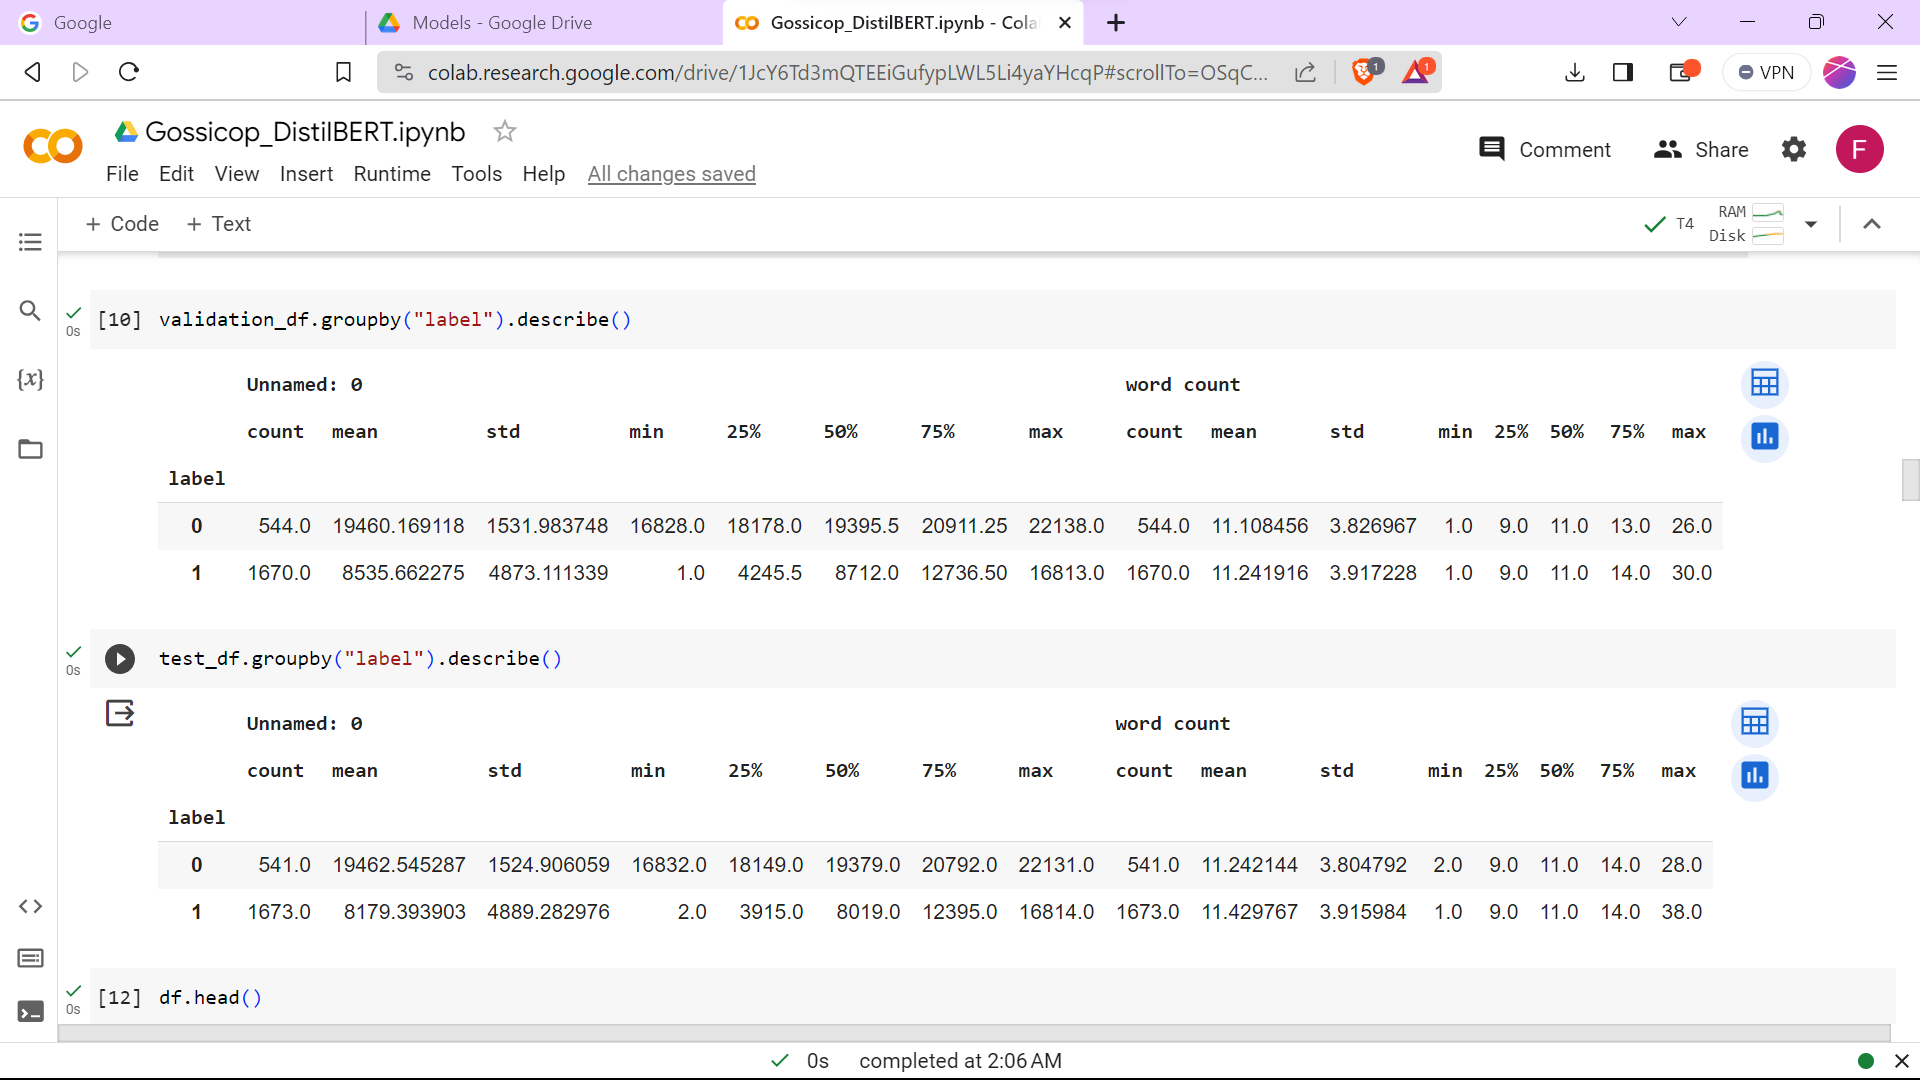 Google
Models - Google Drive
Gossicop_DistilBERT.ipynb - Cola
colab.research.google.com/drive/1JcY6Td3mQTEEiGufypLWL5Li4yaYHcqP#scrollTo=OSqC...
1
1
VPN
Gossicop_DistilBERT.ipynb
Comment
Share
F
File Edit View Insert Runtime Tools Help All changes saved
+ Code + Text
T4
RAM
Disk
0s
[10] validation_df.groupby("label").describe()
Unnamed: 0 word count
count mean std min 25% 50% 75% max count mean std min 25% 50% 75% max
label
0 544.0 19460.169118 1531.983748 16828.0 18178.0 19395.5 20911.25 22138.0 544.0 11.108456 3.826967 1.0 9.0 11.0 13.0 26.0
1 1670.0 8535.662275 4873.111339 1.0 4245.5 8712.0 12736.50 16813.0 1670.0 11.241916 3.917228 1.0 9.0 11.0 14.0 30.0
0s
test_df.groupby("label").describe()
Unnamed: 0 word count
count mean std min 25% 50% 75% max count mean std min 25% 50% 75% max
label
0 541.0 19462.545287 1524.906059 16832.0 18149.0 19379.0 20792.0 22131.0 541.0 11.242144 3.804792 2.0 9.0 11.0 14.0 28.0
1 1673.0 8179.393903 4889.282976 2.0 3915.0 8019.0 12395.0 16814.0 1673.0 11.429767 3.915984 1.0 9.0 11.0 14.0 38.0
0s
[12] df.head()
0s completed at 2:06 AM